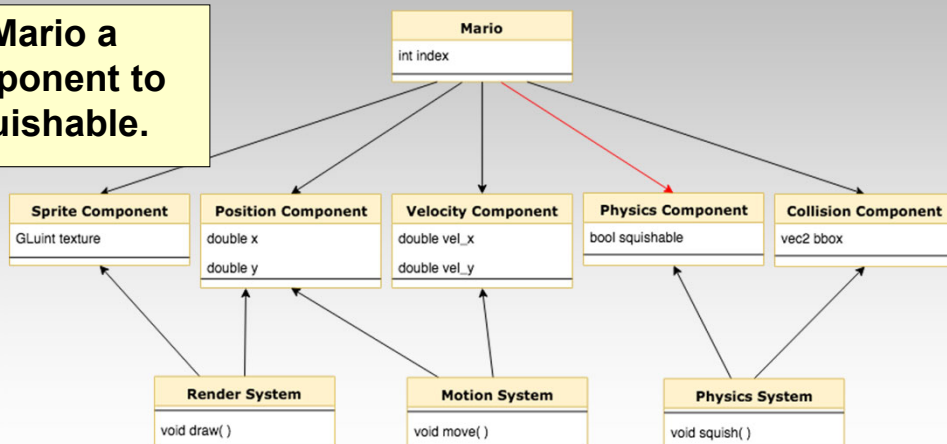 Mario a
to
Mario
int index
Sprite Component
GLuint texture
Position Component
double x
double y
Velocity Component
double vel_x
double vel_y
Physics Component
bool squishable
Collision Component
vec2 bbox
Render System
void draw( )
Motion System
void move( )
Physics System
void squish( )